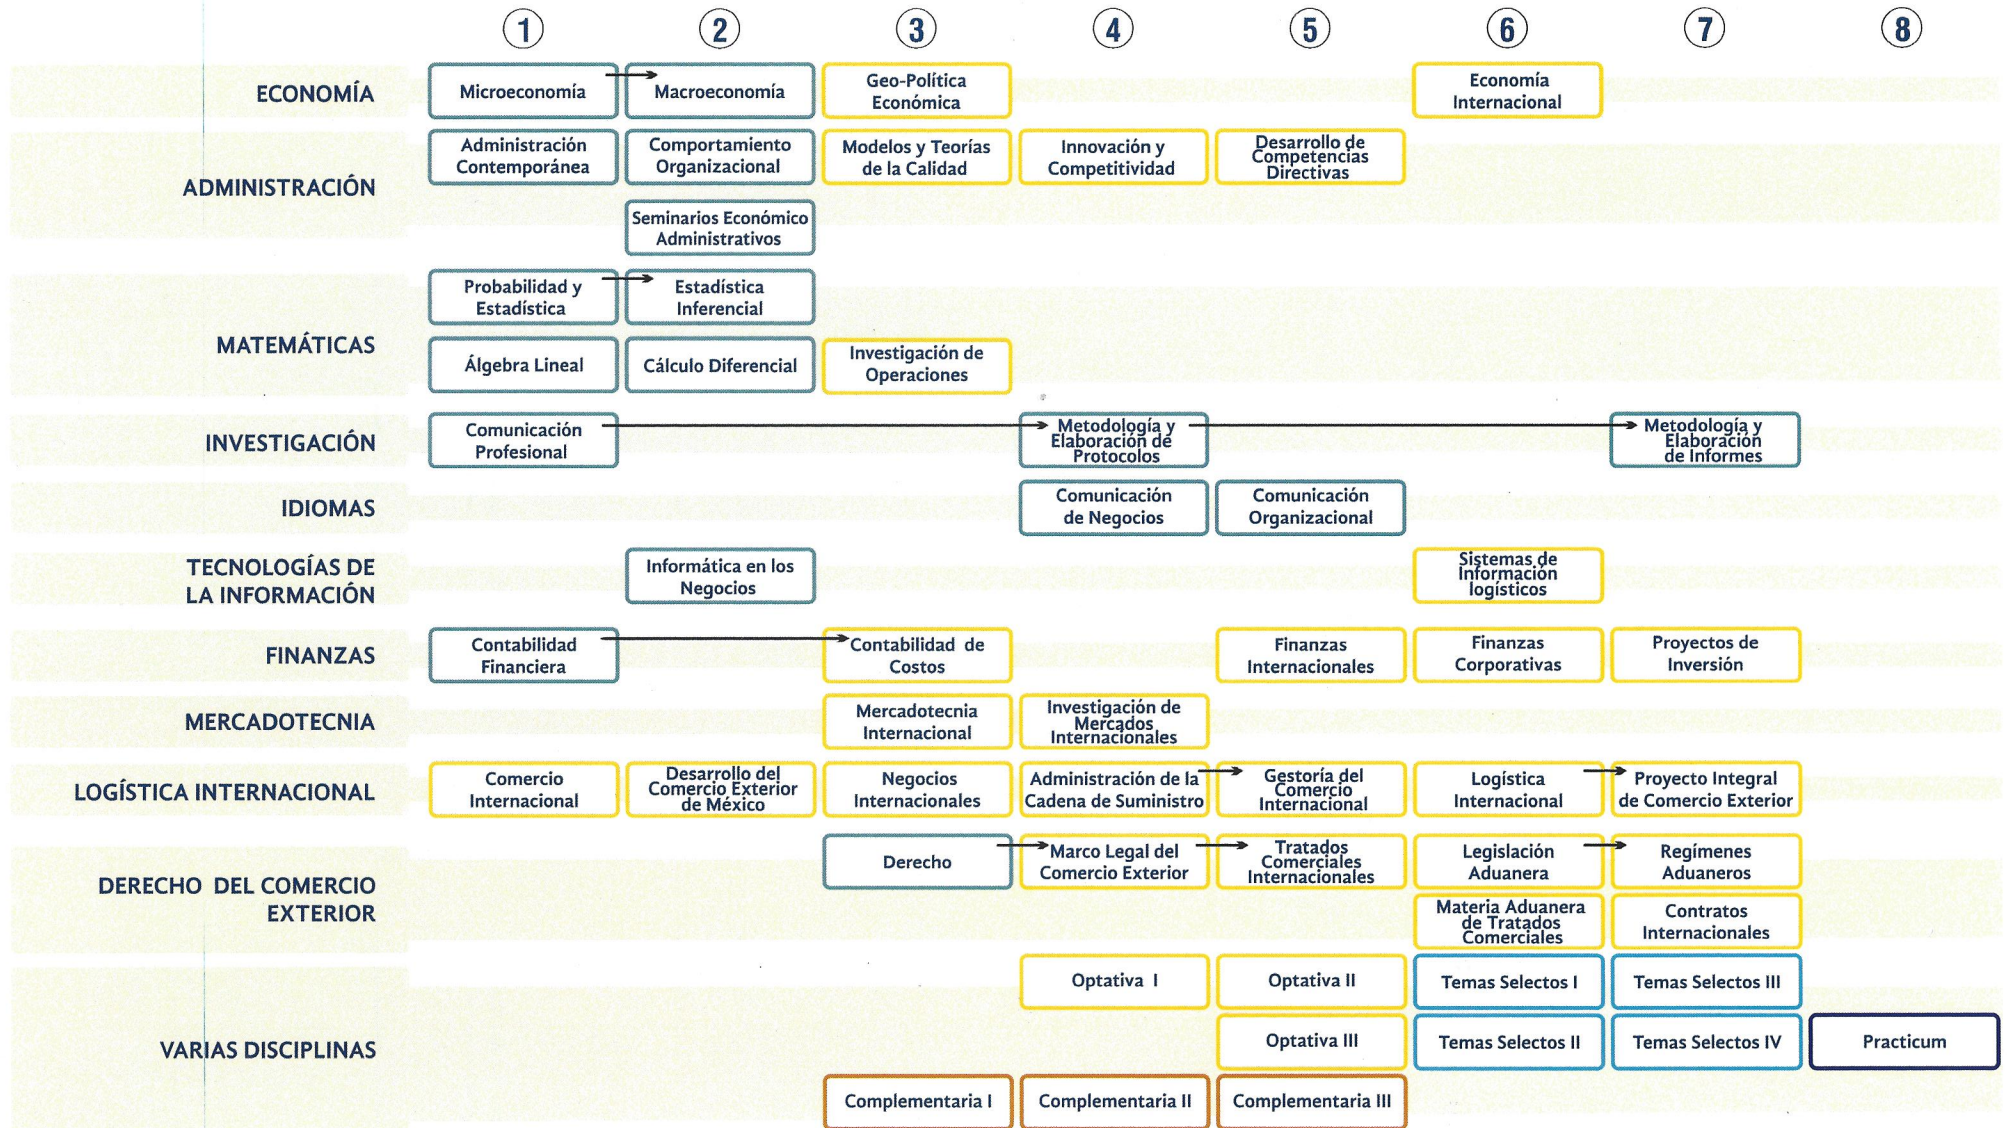 1 2 3 4 5 6 7 8
ECONOMÍA
Microeconomía
Macroeconomía
Geo-Política
Económica
Economía
Internacional
ADMINISTRACIÓN
Administración
Contemporánea
Comportamiento
Organizacional
Modelos y Teorías
de la Calidad
Innovación y
Competitividad
Desarrollo de
Competencias
Directivas
Seminarios Económico
Administrativos
MATEMÁTICAS
Probabilidad y
Estadística
Estadística
Inferencial
Álgebra Lineal
Cálculo Diferencial
Investigación de
Operaciones
INVESTIGACIÓN
Comunicación
Profesional
Metodología y
Elaboración de
Protocolos
Metodología y
Elaboración
de Informes
IDIOMAS
Comunicación
de Negocios
Comunicación
Organizacional
TECNOLOGÍAS DE
LA INFORMACIÓN
Informática en los
Negocios
Sistemas de
Información
logísticos
FINANZAS
Contabilidad
Financiera
Contabilidad de
Costos
Finanzas
Internacionales
Finanzas
Corporativas
Proyectos de
Inversión
MERCADOTECNIA
Mercadotecnia
Internacional
Investigación de
Mercados
Internacionales
LOGÍSTICA INTERNACIONAL
Comercio
Internacional
Desarrollo del
Comercio Exterior
de México
Negocios
Internacionales
Administración de la
Cadena de Suministro
Gestoría del
Comercio
Internacional
Logística
Internacional
Proyecto Integral
de Comercio Exterior
DERECHO DEL COMERCIO
EXTERIOR
Derecho
Marco Legal del
Comercio Exterior
Tratados
Comerciales
Internacionales
Legislación
Aduanera
Regímenes
Aduaneros
Materia Aduanera
de Tratados
Comerciales
Contratos
Internacionales
VARIAS DISCIPLINAS
Optativa I
Optativa II
Temas Selectos I
Temas Selectos III
Optativa III
Temas Selectos II
Temas Selectos IV
Practicum
Complementaria I
Complementaria II
Complementaria III